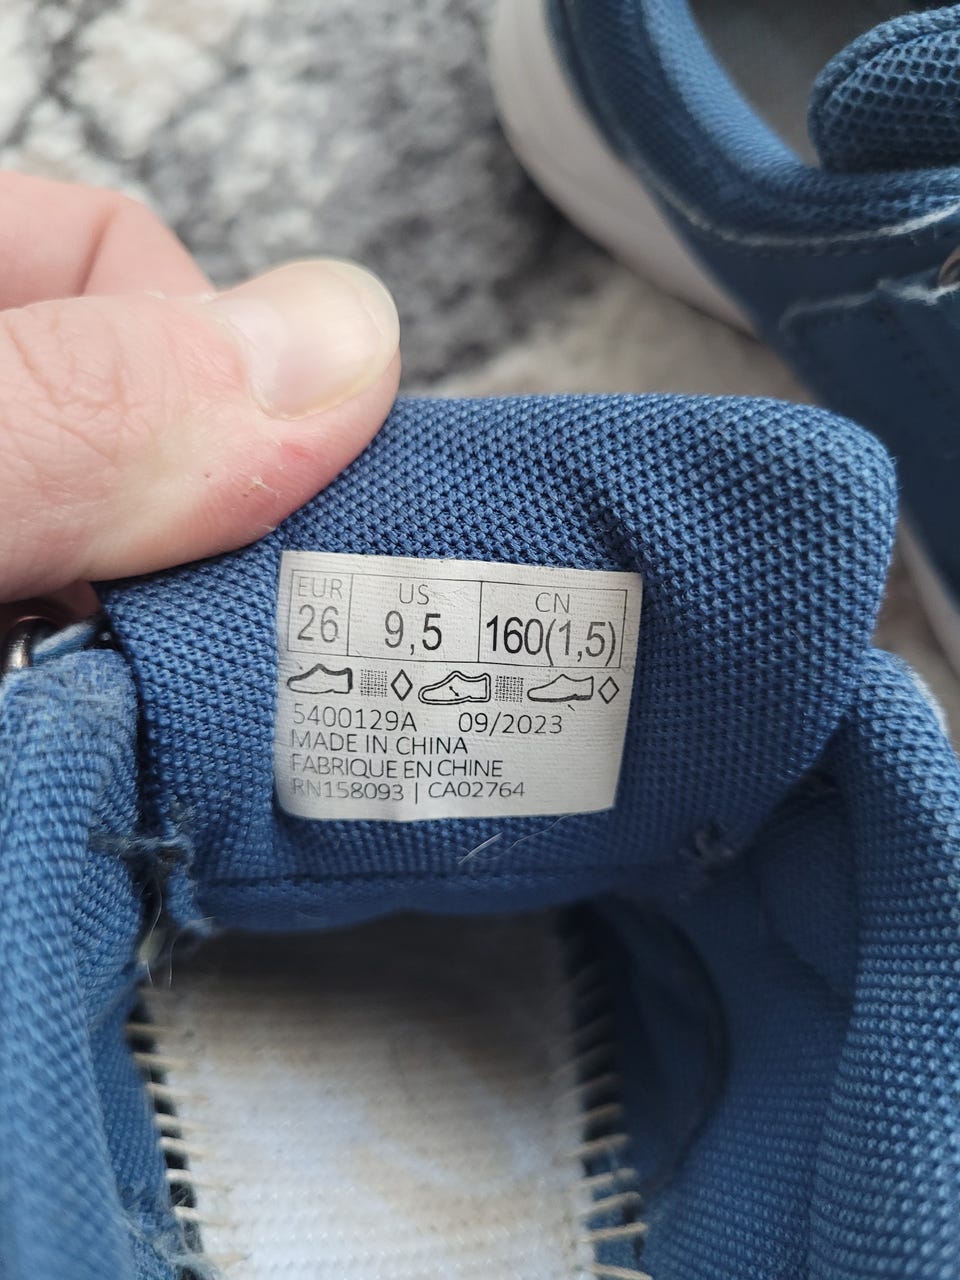 EUR US CN
26 9,5 160(1,5)
5400129A 09/2023
MADE IN CHINA
FABRIQUE EN CHINE
RN158093 | CA02764